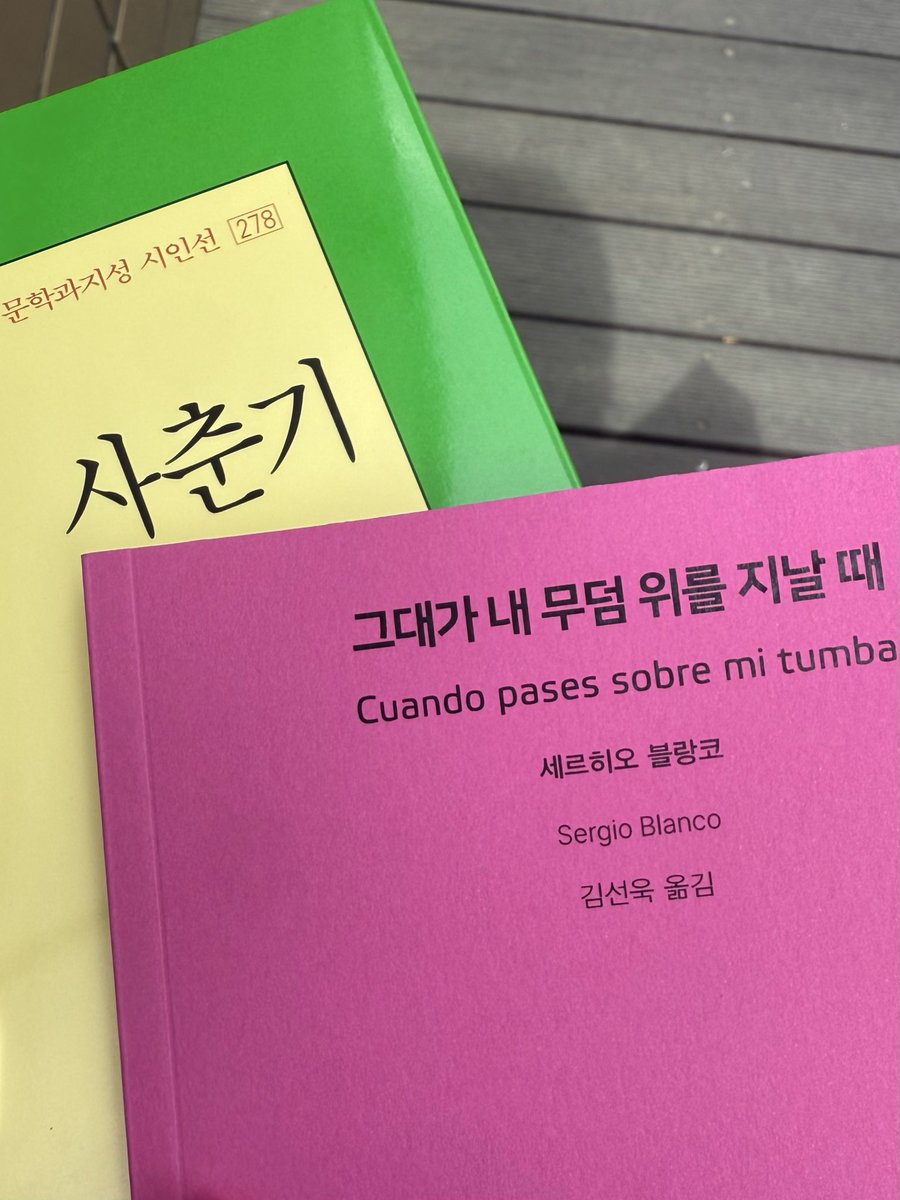 문학과지성 시인선 278
사춘기
그대가 내 무덤 위를 지날 때
Cuando pases sobre mi tumba
세르히오 블랑코
Sergio Blanco
김선욱 옮김